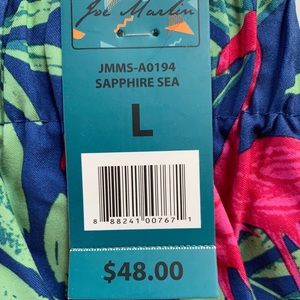 Joe Marlin
JMMS-A0194
SAPPHIRE SEA
L
8 88241 00767 1
$48.00